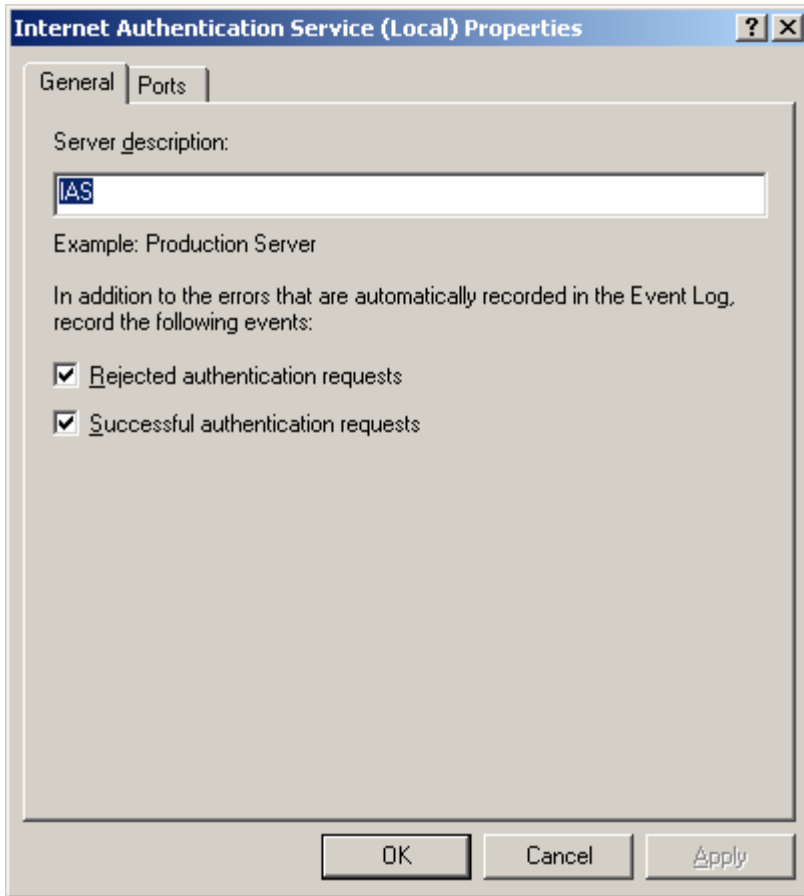 Internet Authentication Service (Local) Properties
General
Ports
Server description:
IAS
Example: Production Server
In addition to the errors that are automatically recorded in the Event Log,
record the following events:
Rejected authentication requests
Successful authentication requests
OK
Cancel
Apply